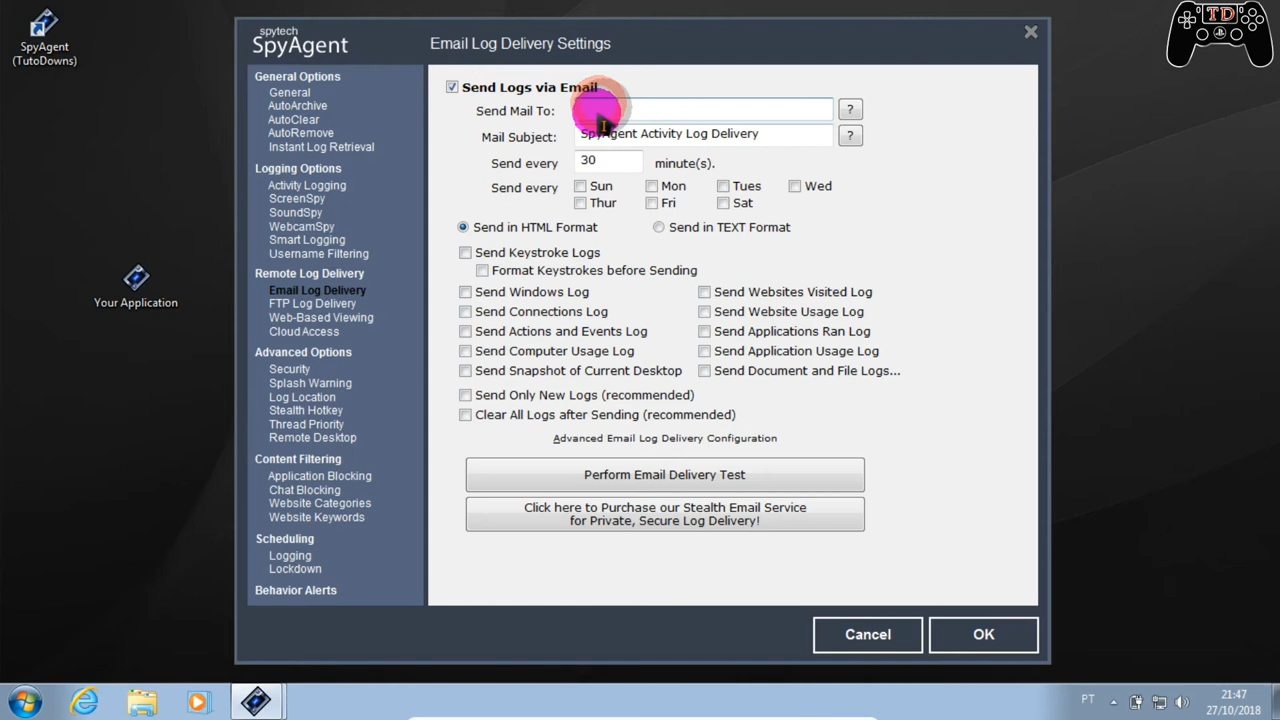 SpyAgent
(TutoDowns)
Your Application
TD
spytech
SpyAgent
Email Log Delivery Settings
General Options
General
AutoArchive
AutoClear
AutoRemove
Instant Log Retrieval
Logging Options
Activity Logging
ScreenSpy
SoundSpy
WebcamSpy
Smart Logging
Username Filtering
Remote Log Delivery
Email Log Delivery
FTP Log Delivery
Web-Based Viewing
Cloud Access
Advanced Options
Security
Splash Warning
Log Location
Stealth Hotkey
Thread Priority
Remote Desktop
Content Filtering
Application Blocking
Chat Blocking
Website Categories
Website Keywords
Scheduling
Logging
Lockdown
Behavior Alerts
Send Logs via Email
Send Mail To: ?
Mail Subject: SpyAgent Activity Log Delivery ?
Send every 30 minute(s).
Send every Sun Mon Tues Wed
Thur Fri Sat
Send in HTML Format Send in TEXT Format
Send Keystroke Logs
Format Keystrokes before Sending
Send Windows Log Send Websites Visited Log
Send Connections Log Send Website Usage Log
Send Actions and Events Log Send Applications Ran Log
Send Computer Usage Log Send Application Usage Log
Send Snapshot of Current Desktop Send Document and File Logs...
Send Only New Logs (recommended)
Clear All Logs after Sending (recommended)
Advanced Email Log Delivery Configuration
Perform Email Delivery Test
Click here to Purchase our Stealth Email Service
for Private, Secure Log Delivery!
Cancel OK
PT 21:47
27/10/2018